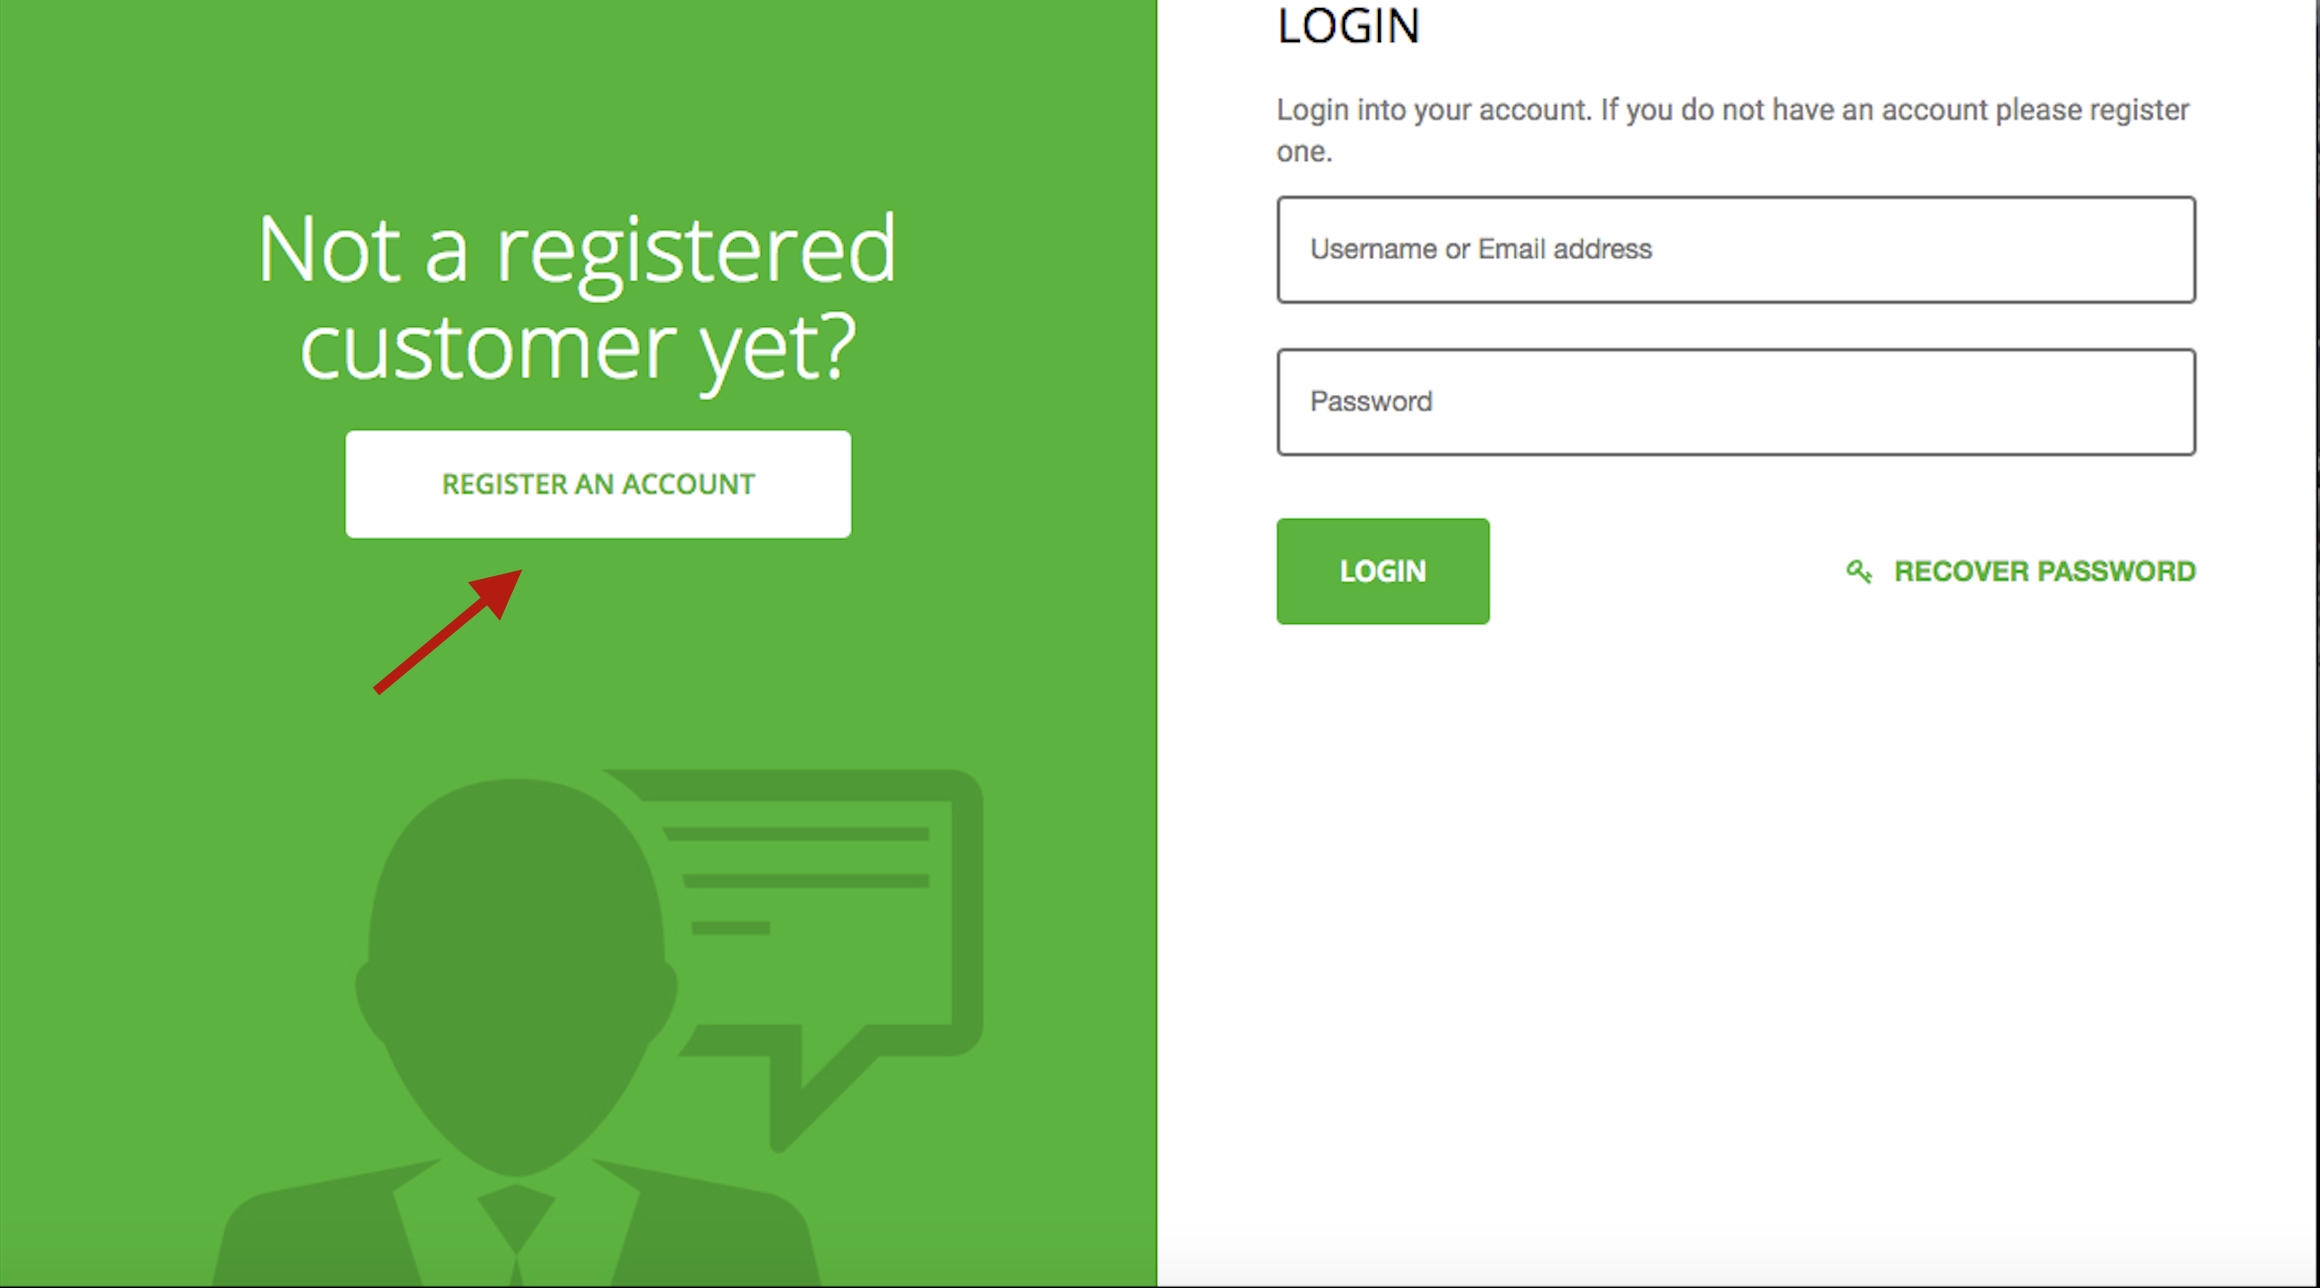 Not a registered
customer yet?
REGISTER AN ACCOUNT
LOGIN
Login into your account. If you do not have an account please register
one.
Username or Email address
Password
LOGIN
RECOVER PASSWORD